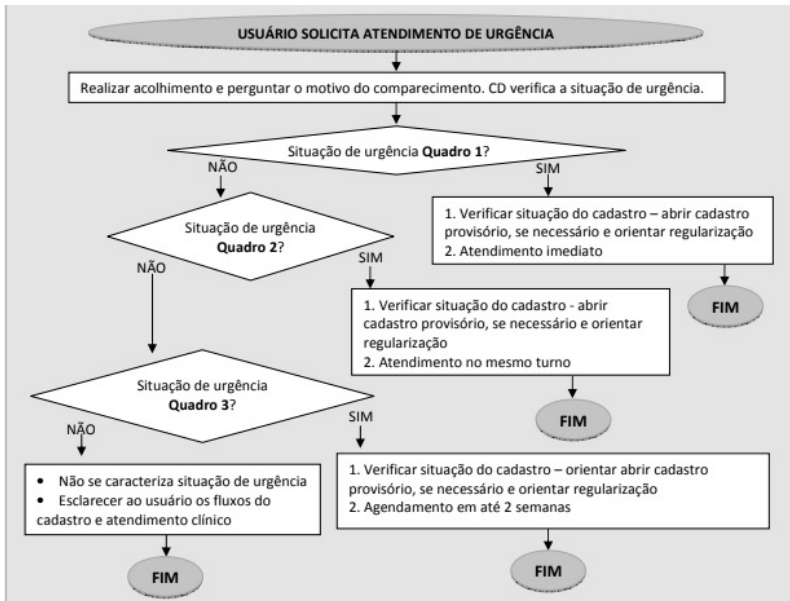 USUÁRIO SOLICITA ATENDIMENTO DE URGÊNCIA
Realizar acolhimento e perguntar o motivo do comparecimento. CD verifica a situação de urgência.
Situação de urgência Quadro 1?
NÃO
SIM
1. Verificar situação do cadastro – abrir cadastro
provisório, se necessário e orientar regularização
2. Atendimento imediato
FIM
Situação de urgência
Quadro 2?
NÃO
SIM
1. Verificar situação do cadastro - abrir
cadastro provisório, se necessário e orientar
regularização
2. Atendimento no mesmo turno
FIM
Situação de urgência
Quadro 3?
NÃO
SIM
• Não se caracteriza situação de urgência
• Esclarecer ao usuário os fluxos do
cadastro e atendimento clínico
FIM
1. Verificar situação do cadastro – orientar abrir cadastro
provisório, se necessário e orientar regularização
2. Agendamento em até 2 semanas
FIM